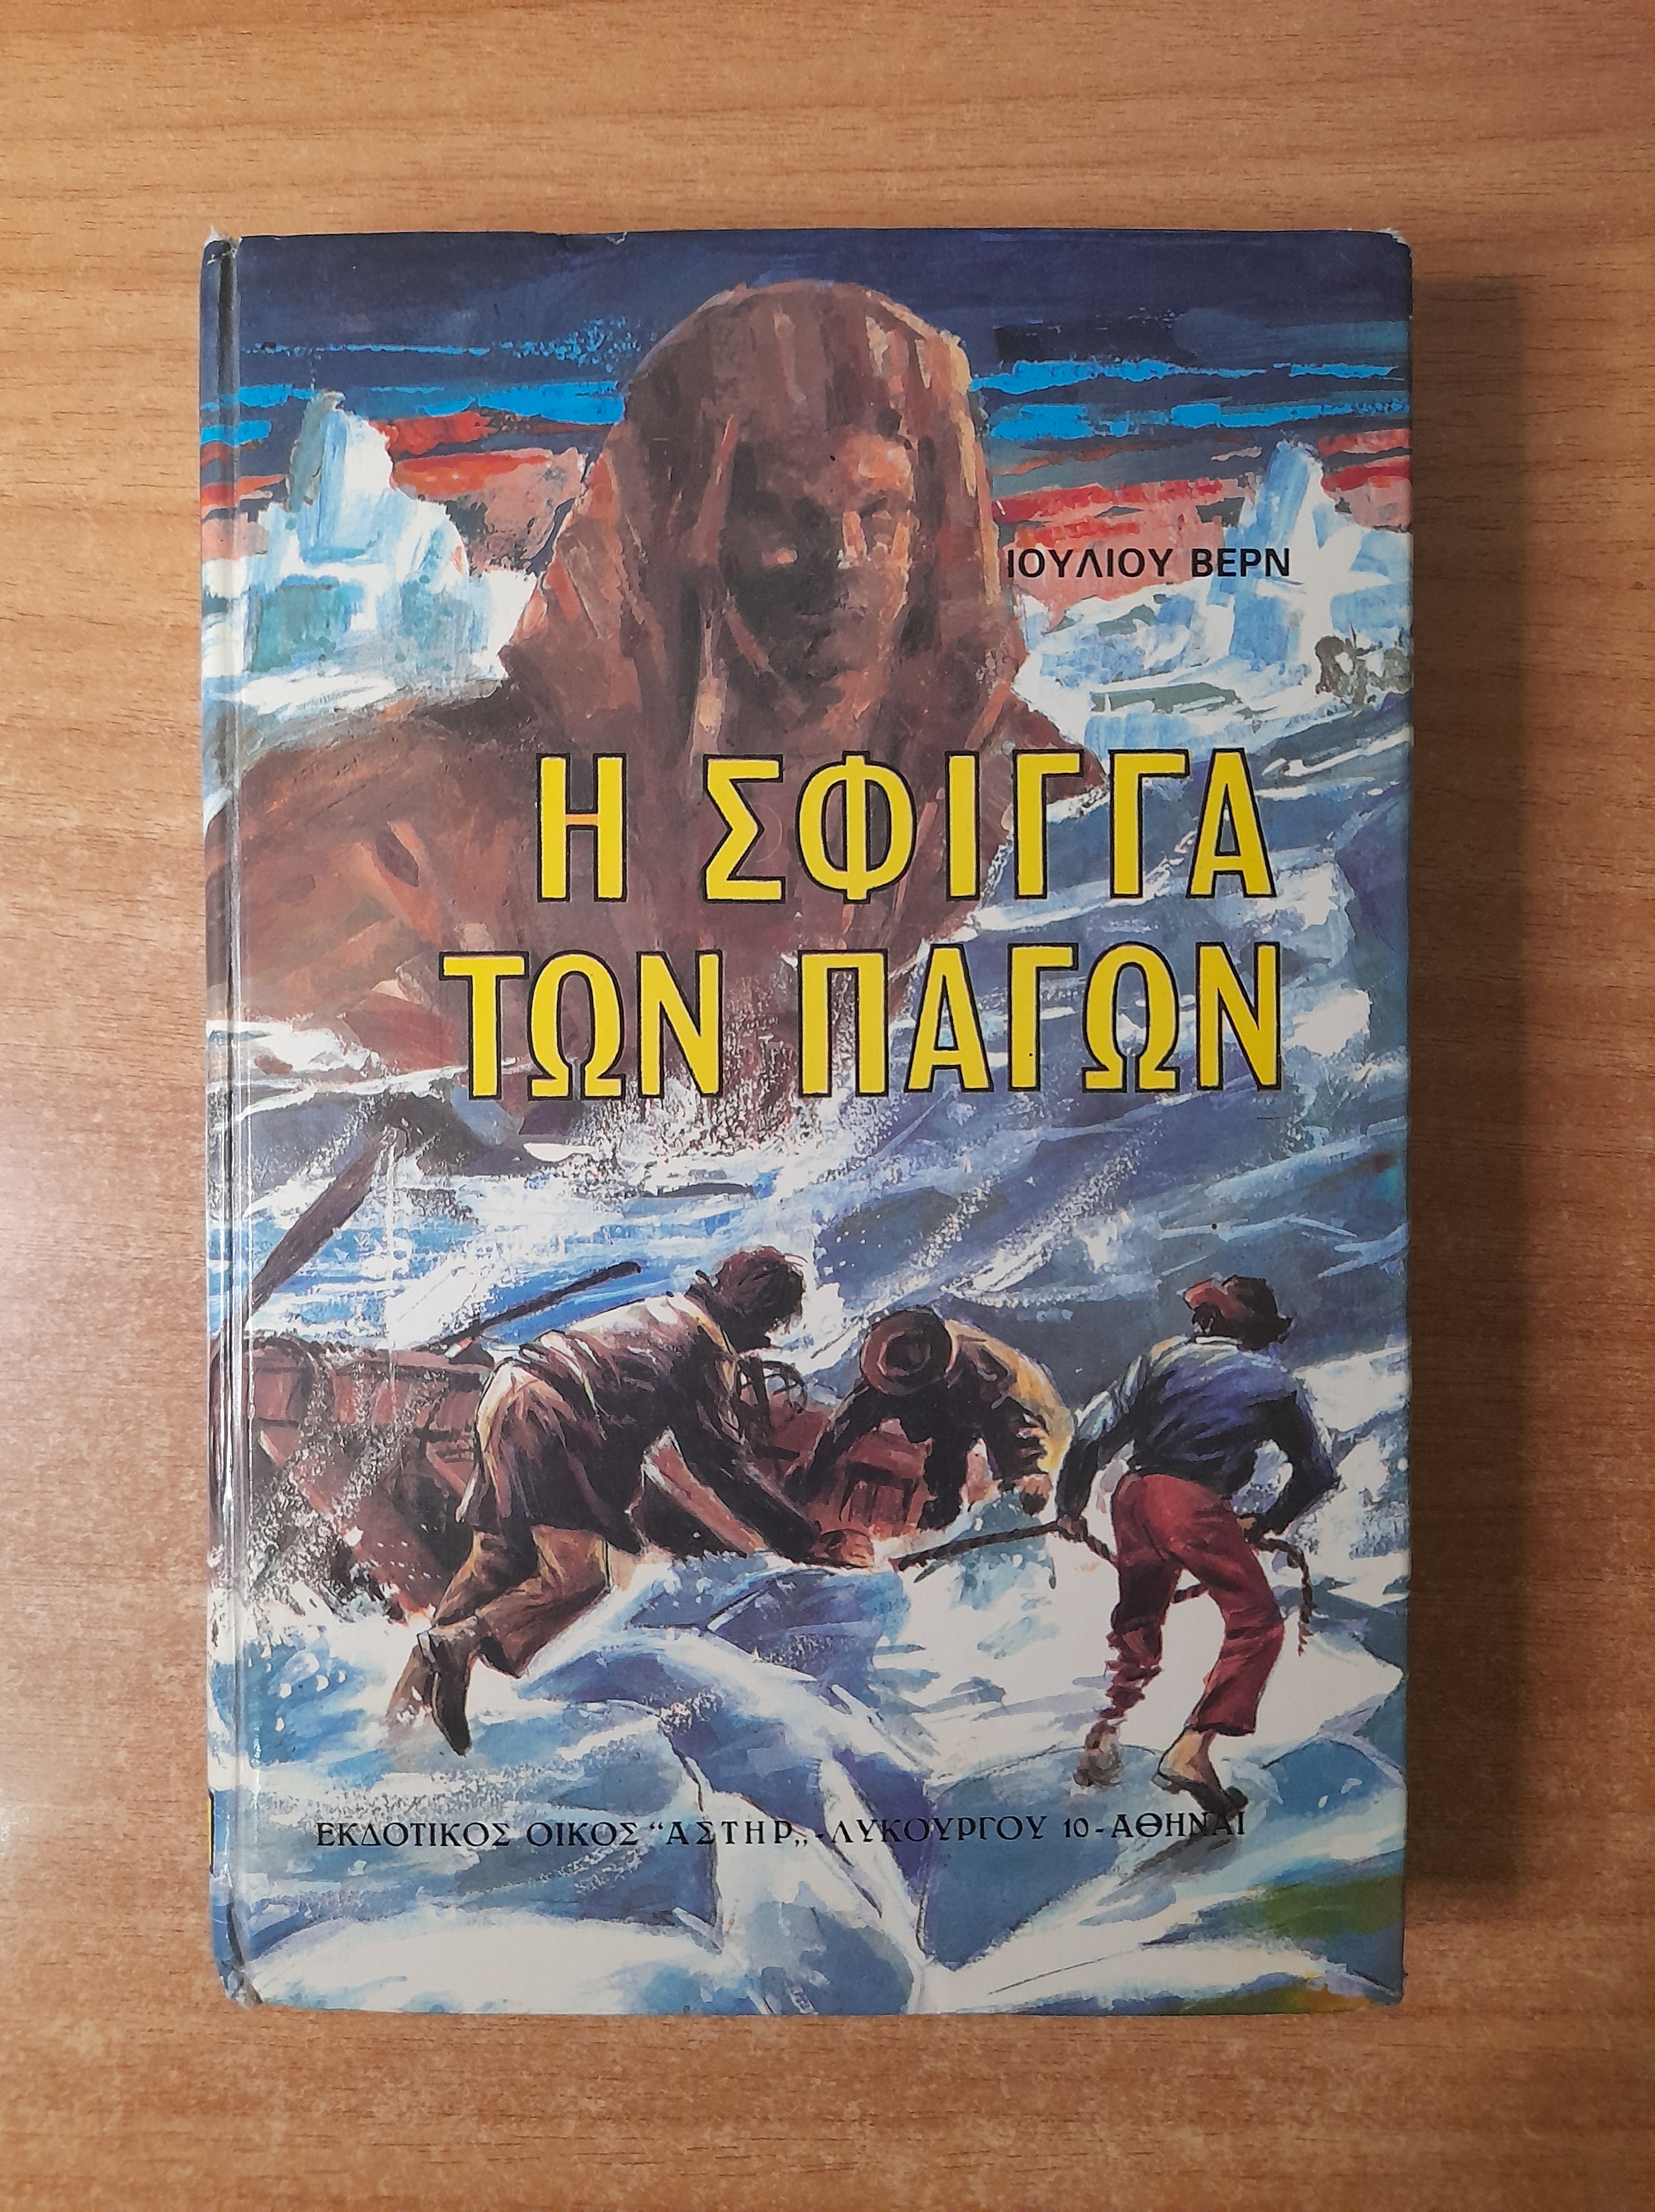 ΙΟΥΛΙΟΥ ΒΕΡΝ
Η ΣΦΙΓΓΑ
ΤΩΝ ΠΑΓΩΝ
ΕΚΔΟΤΙΚΟΣ ΟΙΚΟΣ “ΑΣΤΗΡ„-ΛΥΚΟΥΡΓΟΥ 10-ΑΘΗΝΑΙ